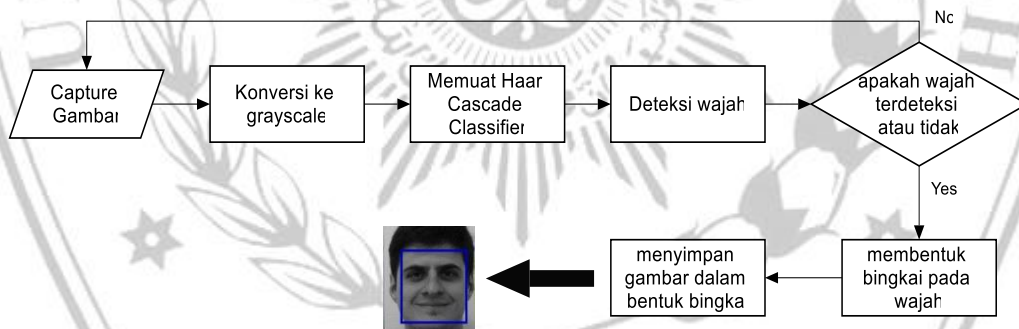 No
Capture
Gambar
Konversi ke
grayscale
Memuat Haar
Cascade
Classifier
Deteksi wajah
apakah wajah
terdeteksi
atau tidak
Yes
menyimpan
gambar dalam
bentuk bingka
membentuk
bingkai pada
wajah